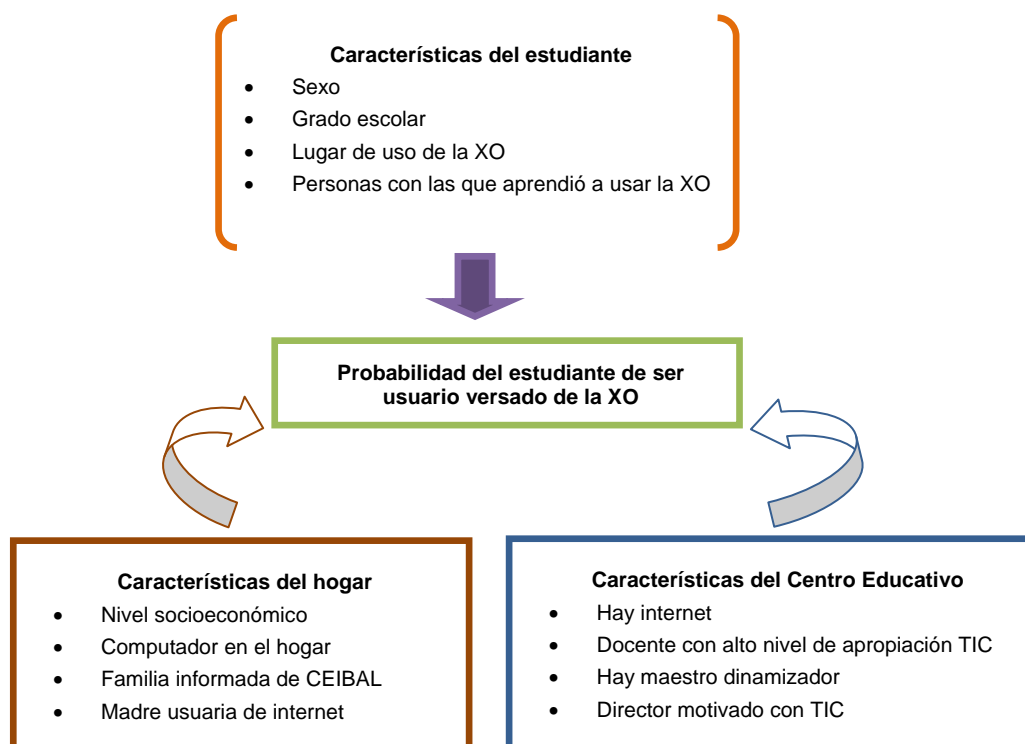 Características del estudiante
• Sexo
• Grado escolar
• Lugar de uso de la XO
• Personas con las que aprendió a usar la XO
Probabilidad del estudiante de ser
usuario versado de la XO
Características del hogar
• Nivel socioeconómico
• Computador en el hogar
• Familia informada de CEIBAL
• Madre usuaria de internet
Características del Centro Educativo
• Hay internet
• Docente con alto nivel de apropiación TIC
• Hay maestro dinamizador
• Director motivado con TIC